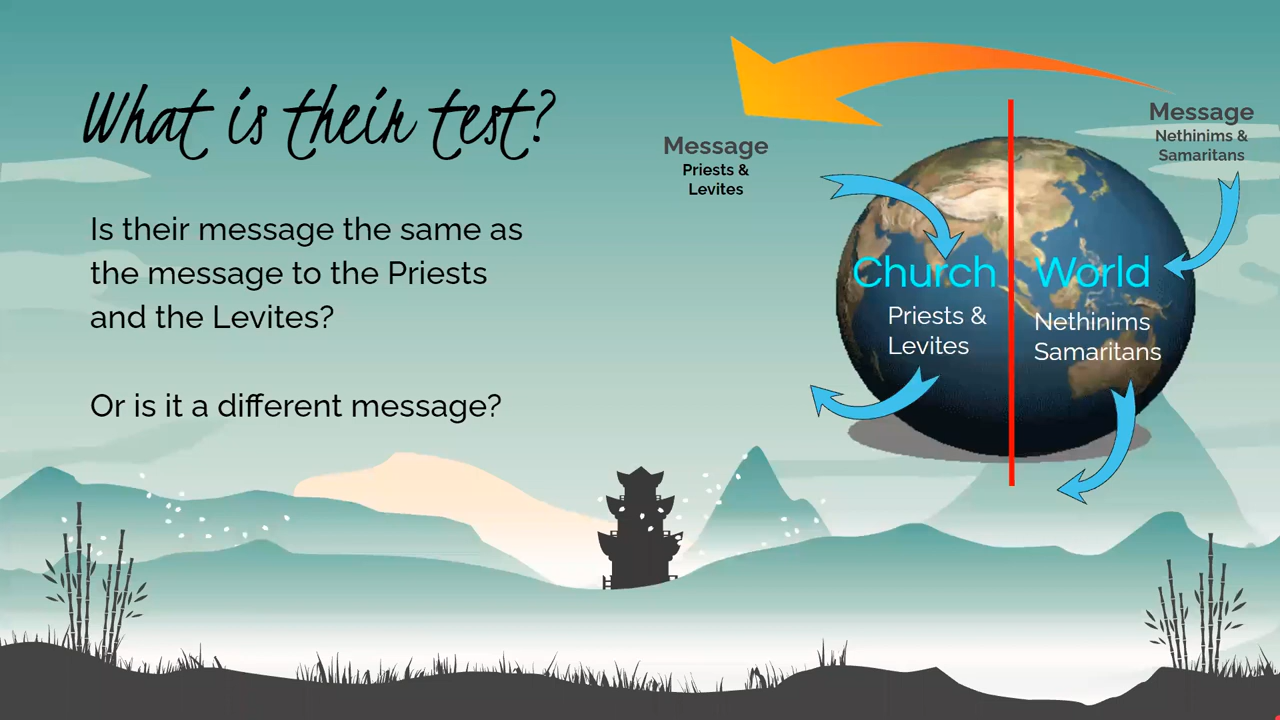 What is their test?
Is their message the same as
the message to the Priests
and the Levites?
Or is it a different message?
Message
Priests &
Levites
Message
Nethinims &
Samaritans
Church
Priests &
Levites
World
Nethinims
Samaritans